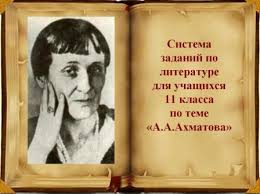 Система
заданий по
литературе
для учащихся
11 класса
по теме
«А.А.Ахматова»